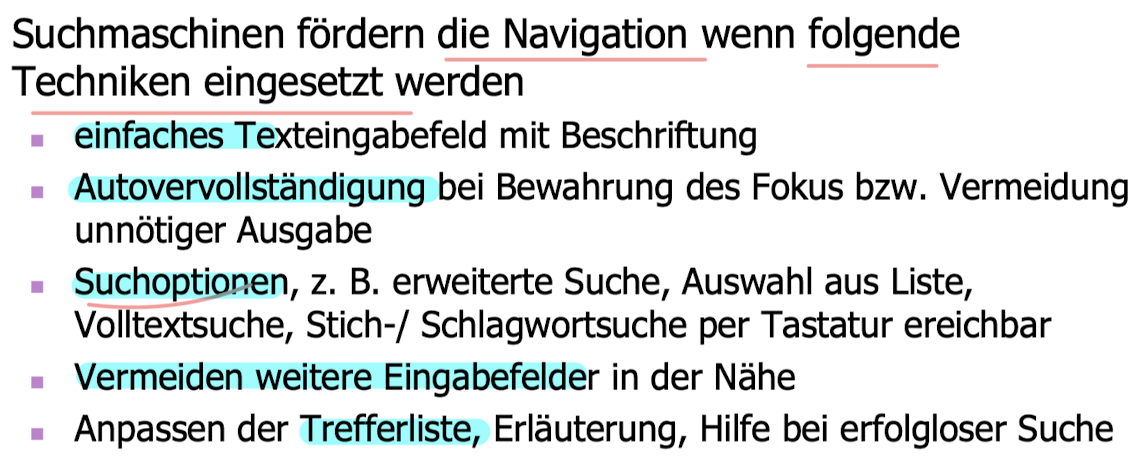 Suchmaschinen fördern die Navigation wenn folgende
Techniken eingesetzt werden
einfaches Texteingabefeld mit Beschriftung
Autovervollständigung bei Bewahrung des Fokus bzw. Vermeidung
unnötiger Ausgabe
Suchoptionen, z. B. erweiterte Suche, Auswahl aus Liste,
Volltextsuche, Stich-/ Schlagwortsuche per Tastatur ereichbar
Vermeiden weitere Eingabefelder in der Nähe
Anpassen der Trefferliste, Erläuterung, Hilfe bei erfolgloser Suche